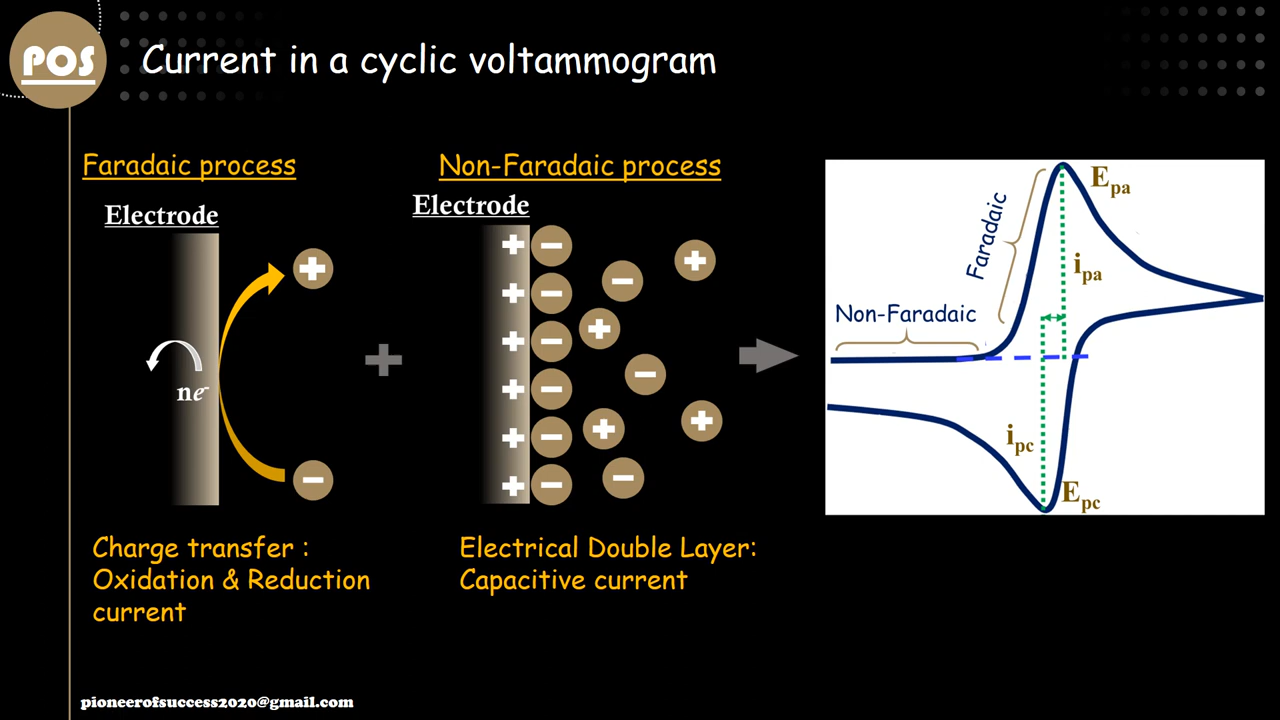 POS
Current in a cyclic voltammogram
Faradaic process
Non-Faradaic process
Electrode
Electrode
ne-
Charge transfer :
Oxidation & Reduction
current
Electrical Double Layer:
Capacitive current
Epa
Faradaic
ipa
Non-Faradaic
ipc
Epc
pioneerofsuccess2020@gmail.com